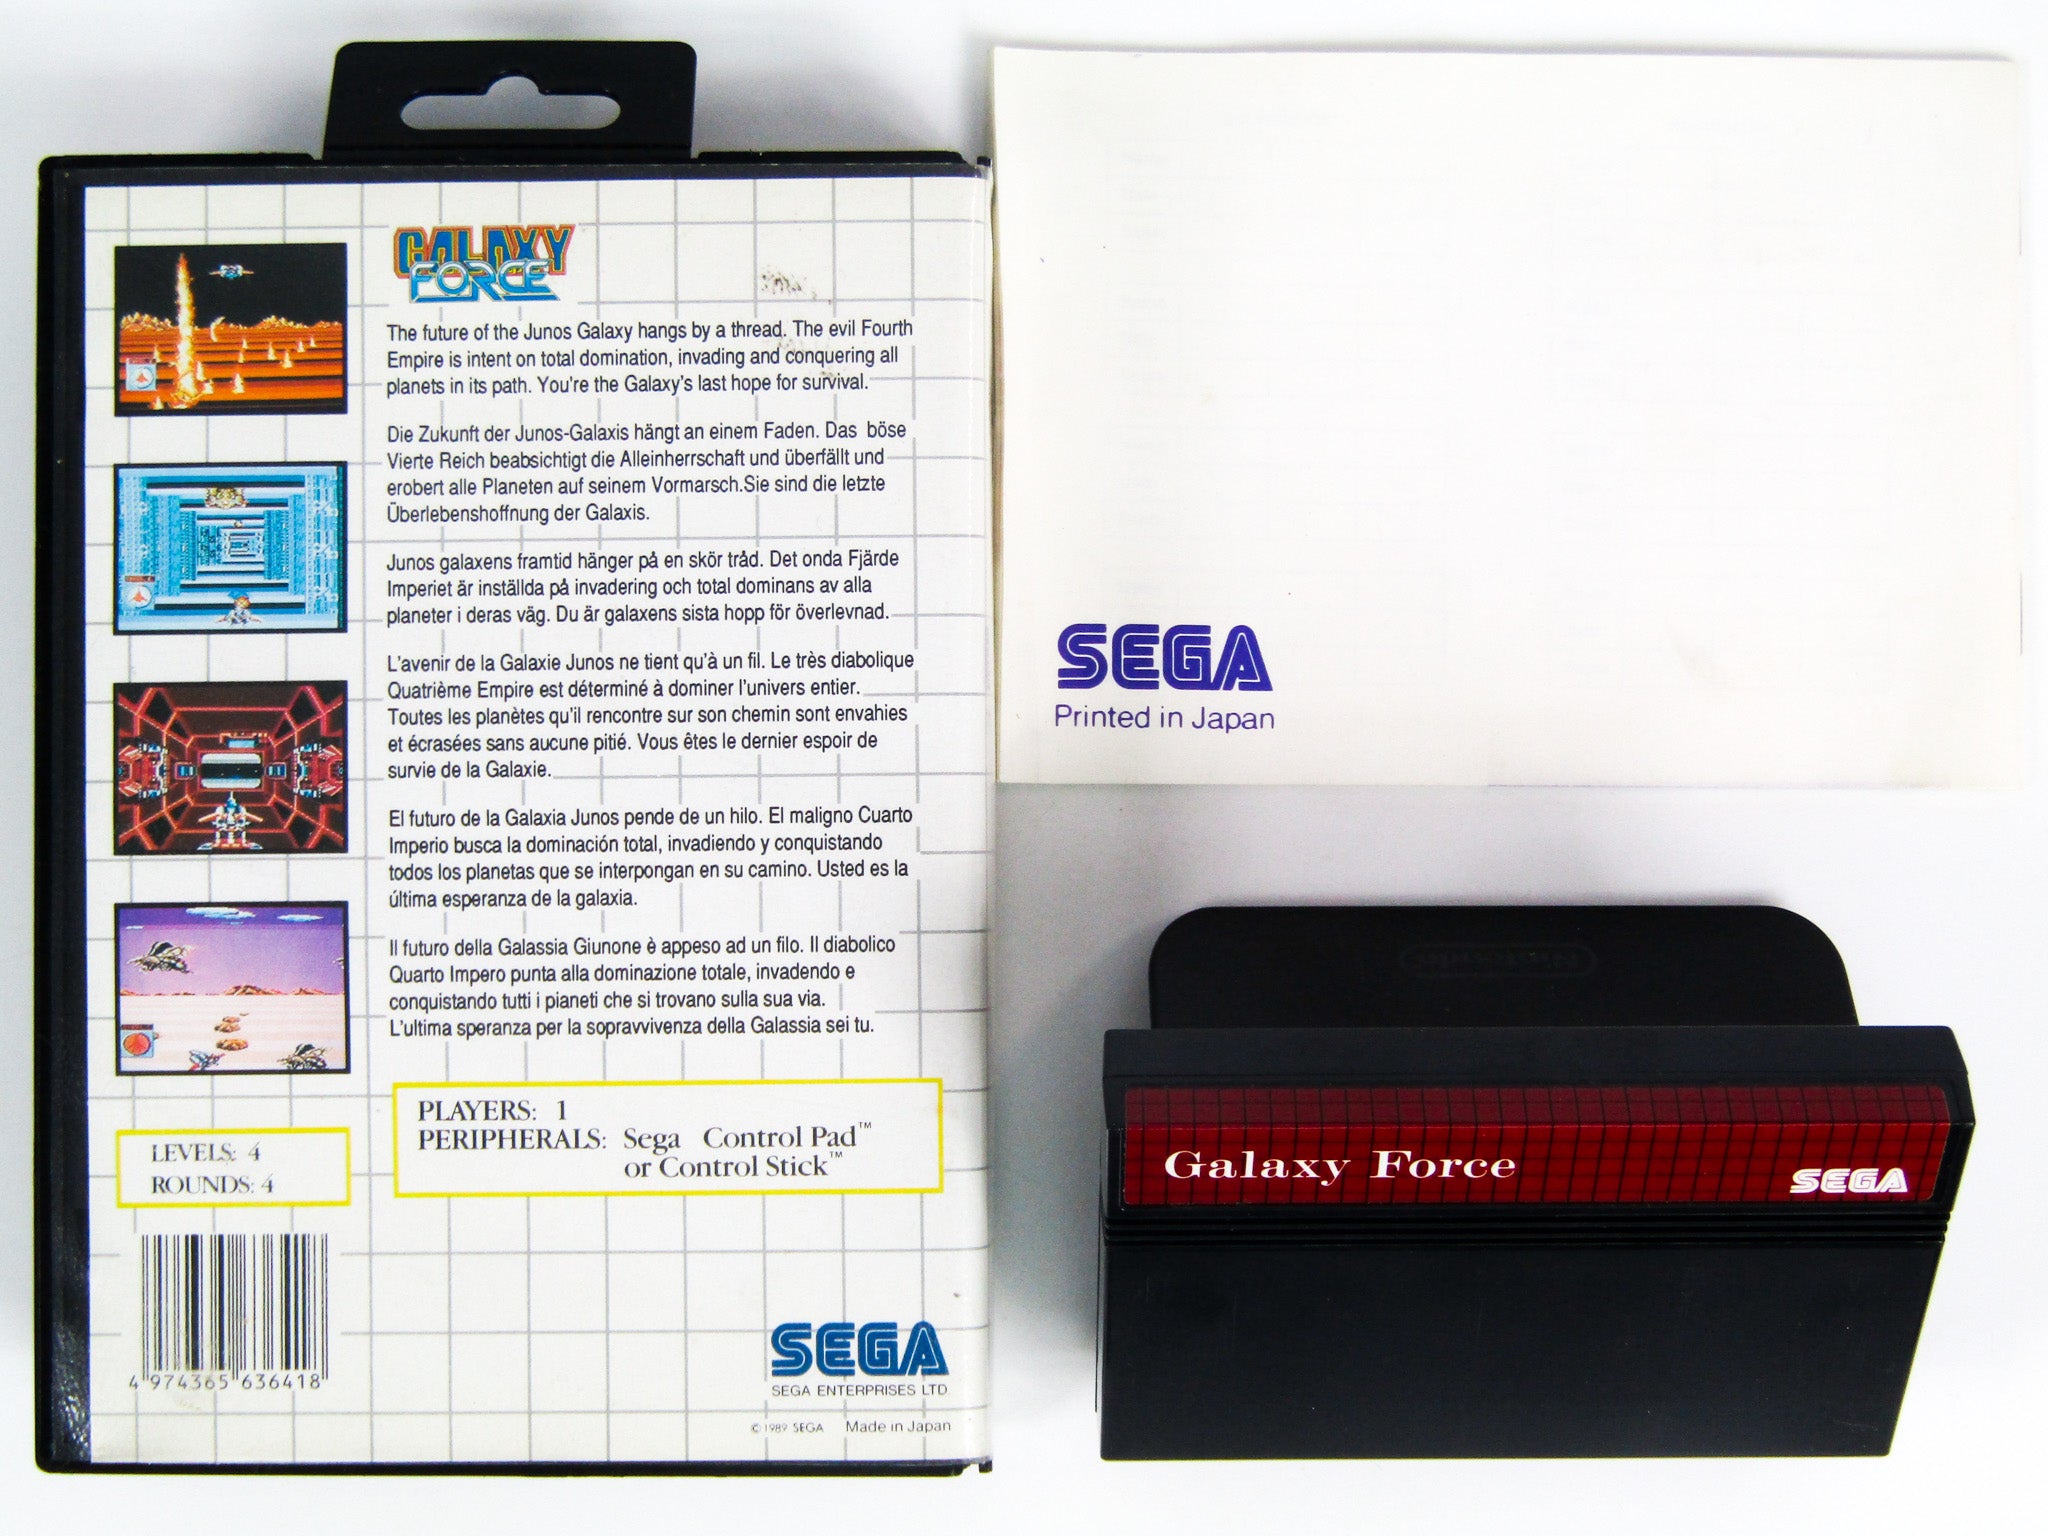 GALAXY
FORCE
The future of the Junos Galaxy hangs by a thread. The evil Fourth
Empire is intent on total domination, invading and conquering all
planets in its path. You're the Galaxy's last hope for survival.
Die Zukunft der Junos-Galaxis hängt an einem Faden. Das böse
Vierte Reich beabsichtigt die Alleinherrschaft und überfällt und
erobert alle Planeten auf seinem Vormarsch.Sie sind die letzte
Überlebenshoffnung der Galaxis.
Junos galaxens framtid hänger på en skör tråd. Det onda Fjärde
Imperiet är inställda på invadering och total dominans av alla
planeter i deras väg. Du är galaxens sista hopp för överlevnad.
L'avenir de la Galaxie Junos ne tient qu'à un fil. Le très diabolique
Quatrième Empire est déterminé à dominer l'univers entier.
Toutes les planètes qu'il rencontre sur son chemin sont envahies
et écrasées sans aucune pitié. Vous êtes le dernier espoir de
survie de la Galaxie.
El futuro de la Galaxia Junos pende de un hilo. El maligno Cuarto
Imperio busca la dominación total, invadiendo y conquistando
todos los planetas que se interpongan en su camino. Usted es la
última esperanza de la galaxia.
Il futuro della Galassia Giunone è appeso ad un filo. Il diabolico
Quarto Impero punta alla dominazione totale, invadendo e
conquistando tutti i pianeti che si trovano sulla sua via.
L'ultima speranza per la sopravvivenza della Galassia sei tu.
PLAYERS: 1
PERIPHERALS: Sega Control Pad™
or Control Stick™
LEVELS: 4
ROUNDS: 4
4 974365 636418
SEGA
SEGA ENTERPRISES LTD.
© 1989 SEGA Made in Japan
SEGA
Printed in Japan
Galaxy Force
SEGA